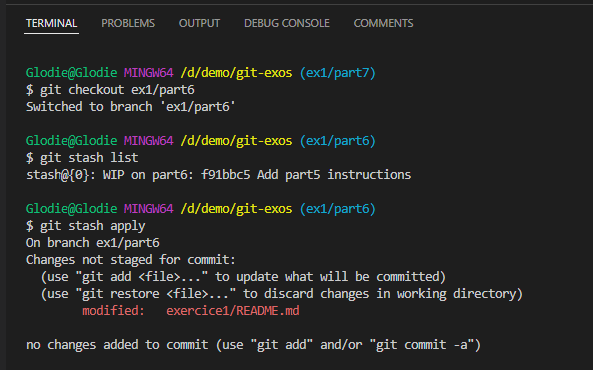 TERMINAL PROBLEMS OUTPUT DEBUG CONSOLE COMMENTS
Glodie@Glodie MINGW64 /d/demo/git-exos (ex1/part7)
$ git checkout ex1/part6
Switched to branch 'ex1/part6'
Glodie@Glodie MINGW64 /d/demo/git-exos (ex1/part6)
$ git stash list
stash@{0}: WIP on part6: f91bbc5 Add part5 instructions
Glodie@Glodie MINGW64 /d/demo/git-exos (ex1/part6)
$ git stash apply
On branch ex1/part6
Changes not staged for commit:
  (use "git add <file>..." to update what will be committed)
  (use "git restore <file>..." to discard changes in working directory)
        modified:   exercice1/README.md
no changes added to commit (use "git add" and/or "git commit -a")